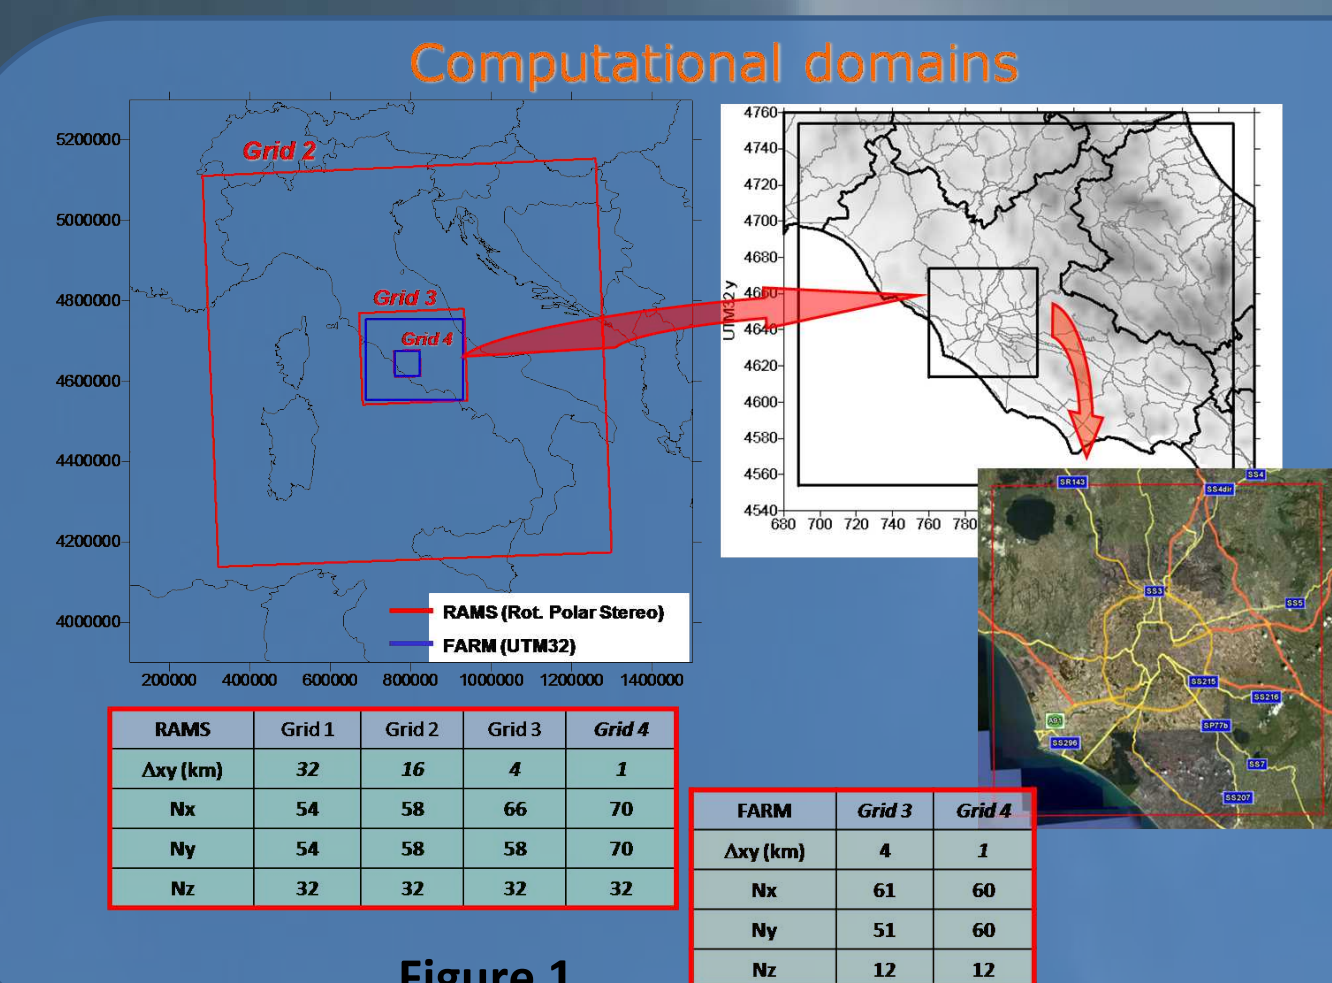 Computational domains
Grid 2
Grid 3
Grid 4
5200000
5000000
4800000
4600000
4400000
4200000
4000000
200000 400000 600000 800000 1000000 1200000 1400000
RAMS (Rot. Polar Stereo)
FARM (UTM32)
UTM32 y
4760
4740
4720
4700
4680
4660
4640
4620
4600
4580
4560
4540
680 700 720 740 760 780
SR143
SS4
SS4dir
SS3
SS5
SS215
SS216
A91
SP77b
SS296
SS7
SS207
RAMS Grid 1 Grid 2 Grid 3 Grid 4
Δxy (km) 32 16 4 1
Nx 54 58 66 70
Ny 54 58 58 70
Nz 32 32 32 32
FARM Grid 3 Grid 4
Δxy (km) 4 1
Nx 61 60
Ny 51 60
Nz 12 12
Figure 1